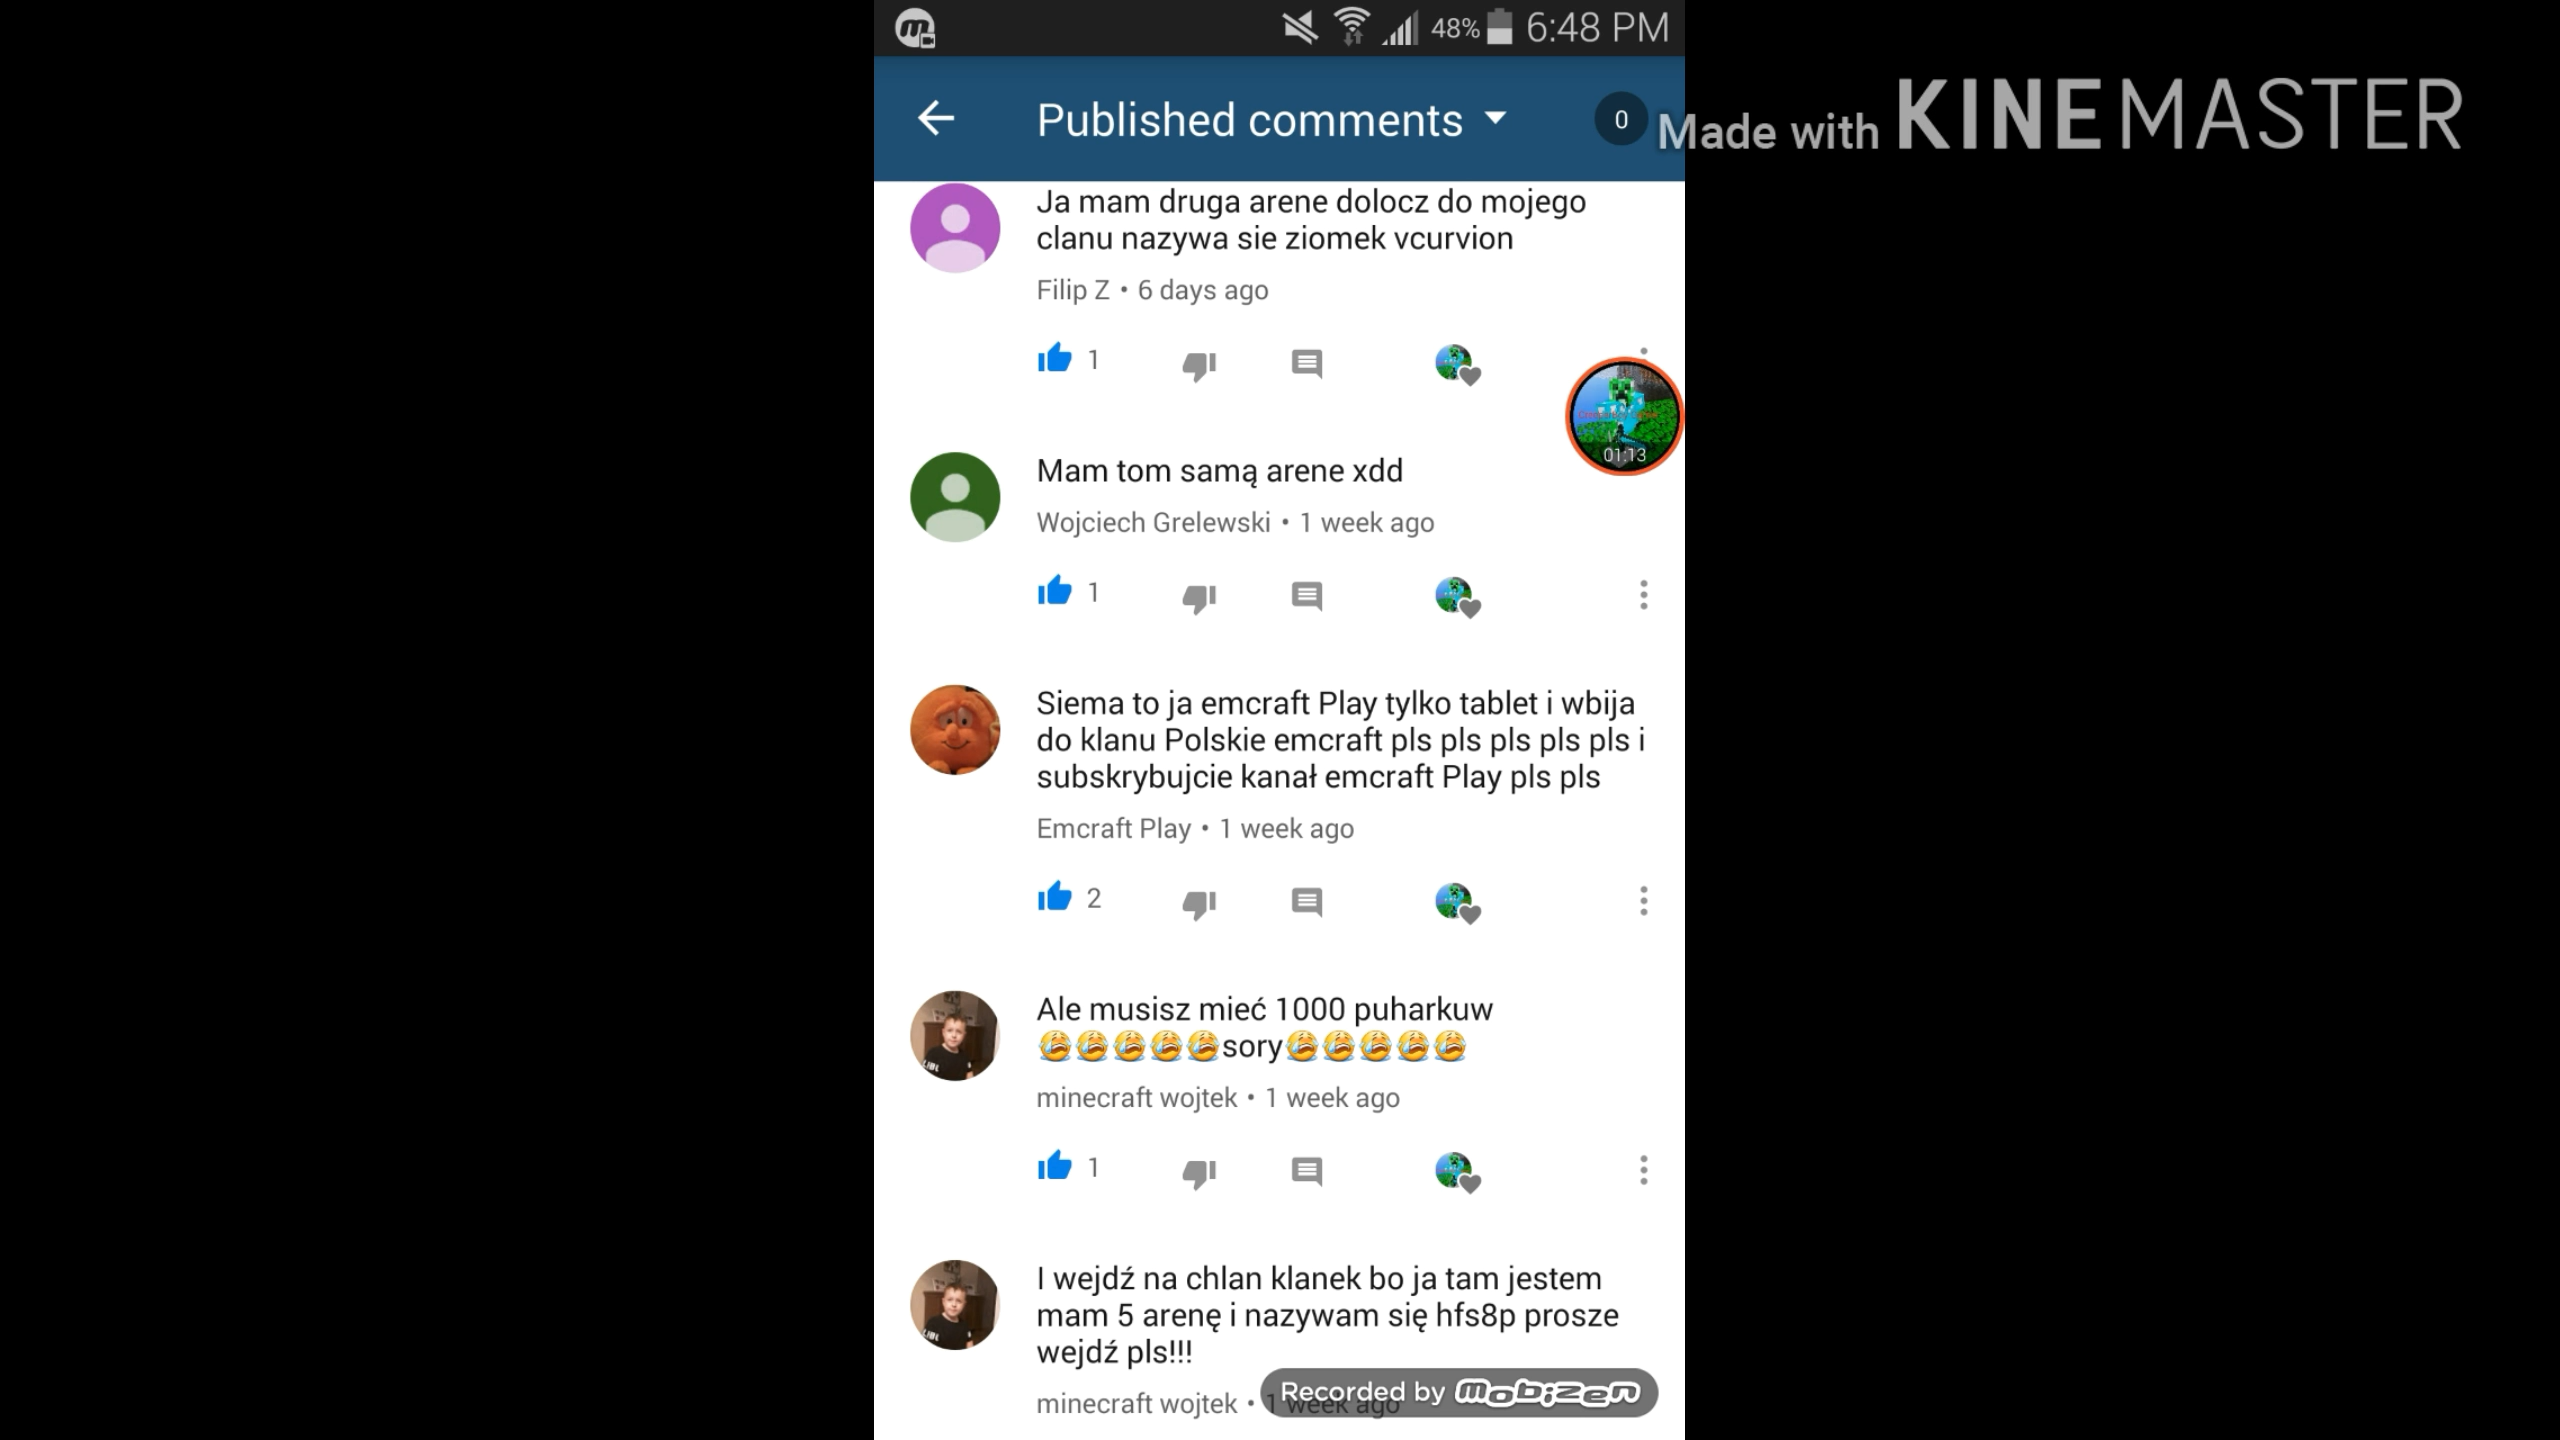 48% 6:48 PM
Published comments
0
Made with KINEMASTER
Ja mam druga arene dolocz do mojego
clanu nazywa sie ziomek vcurvion
Filip Z • 6 days ago
1
01:13
Mam tom samą arene xdd
Wojciech Grelewski • 1 week ago
1
Siema to ja emcraft Play tylko tablet i wbija
do klanu Polskie emcraft pls pls pls pls pls i
subskrybujcie kanał emcraft Play pls pls
Emcraft Play • 1 week ago
2
Ale musisz mieć 1000 puharkuw
😭😭😭😭😭sory😭😭😭😭😭
minecraft wojtek • 1 week ago
1
I wejdź na chlan klanek bo ja tam jestem
mam 5 arenę i nazywam się hfs8p prosze
wejdź pls!!!
minecraft wojtek • 1 week ago
Recorded by mobizen